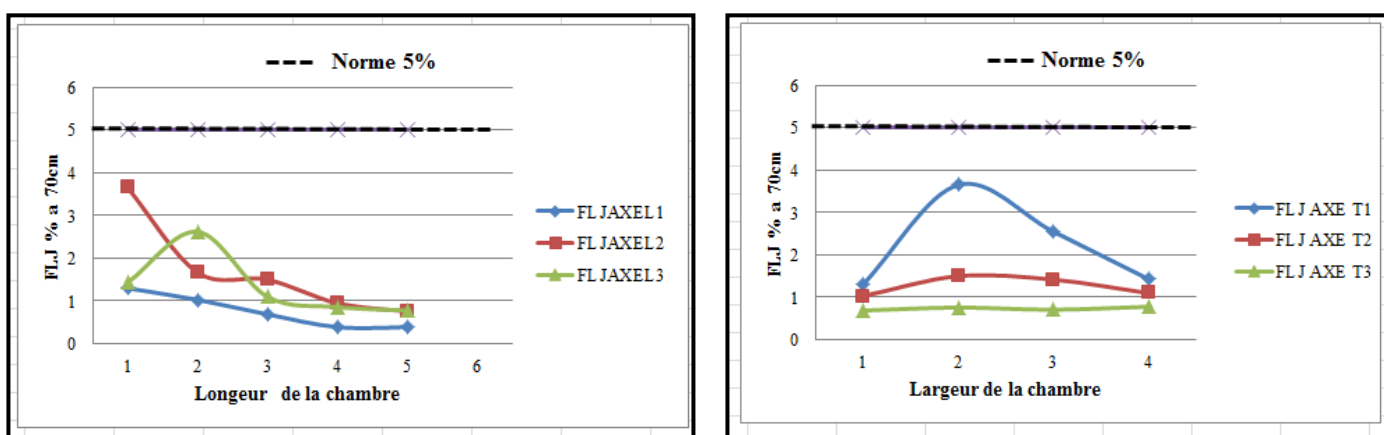 Norme 5%
FLJ % a 70cm
6
5
4
3
2
1
0
1 2 3 4 5 6
Longeur de la chambre
FLJAXEL1
FLJAXEL2
FLJAXEL3
Norme 5%
FLJ % a 70cm
6
5
4
3
2
1
0
1 2 3 4
Largeur de la chambre
FLJ AXE T1
FLJ AXE T2
FLJ AXE T3